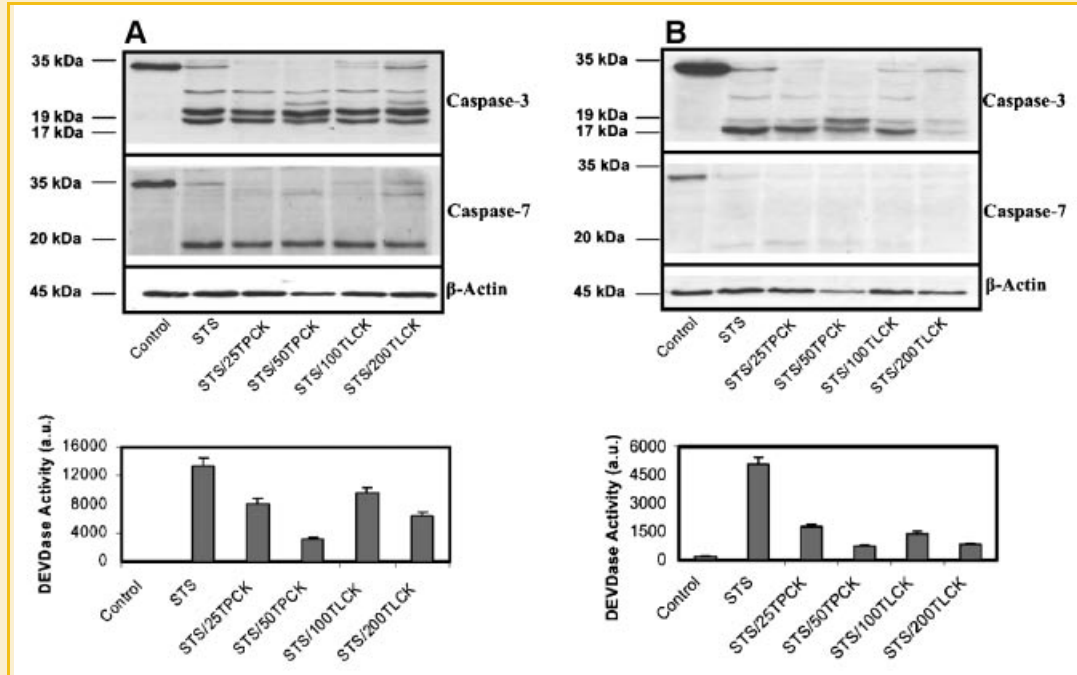 A
35 kDa
19 kDa
17 kDa
Caspase-3
35 kDa
20 kDa
Caspase-7
45 kDa
β-Actin
Control
STS
STS/25TPCK
STS/50TPCK
STS/100TLCK
STS/200TLCK
DEVDase Activity (a.u.)
16000
12000
8000
4000
0
Control
STS
STS/25TPCK
STS/50TPCK
STS/100TLCK
STS/200TLCK
B
35 kDa
19 kDa
17 kDa
Caspase-3
35 kDa
20 kDa
Caspase-7
45 kDa
β-Actin
Control
STS
STS/25TPCK
STS/50TPCK
STS/100TLCK
STS/200TLCK
DEVDase Activity (a.u.)
6000
4500
3000
1500
0
Control
STS
STS/25TPCK
STS/50TPCK
STS/100TLCK
STS/200TLCK